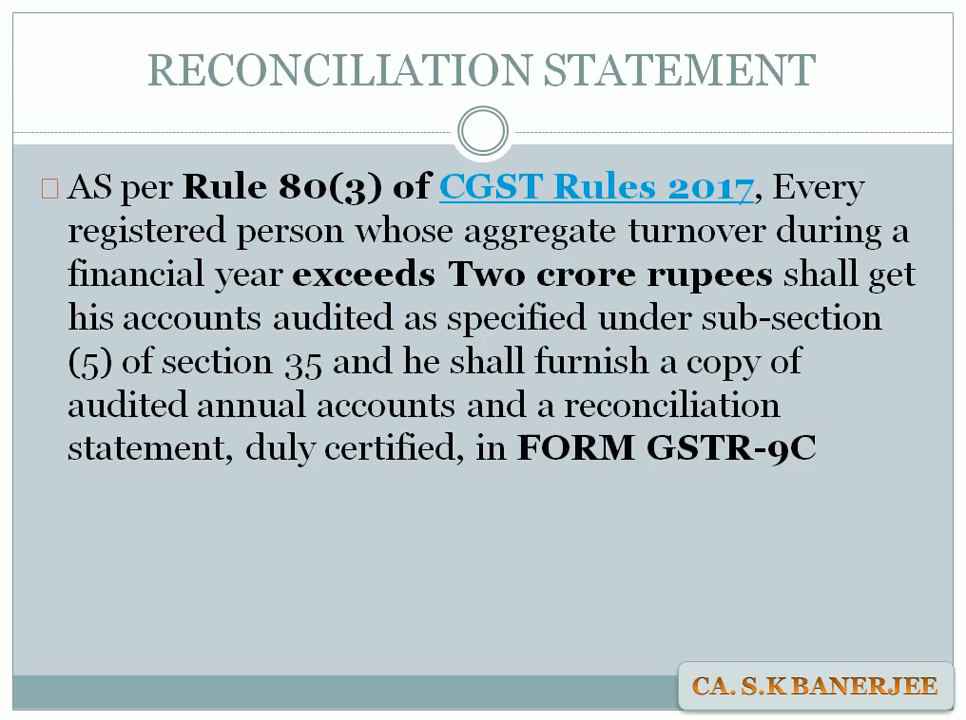 RECONCILIATION STATEMENT
AS per Rule 80(3) of CGST Rules 2017, Every
registered person whose aggregate turnover during a
financial year exceeds Two crore rupees shall get
his accounts audited as specified under sub-section
(5) of section 35 and he shall furnish a copy of
audited annual accounts and a reconciliation
statement, duly certified, in FORM GSTR-9C
CA. S.K BANERJEE